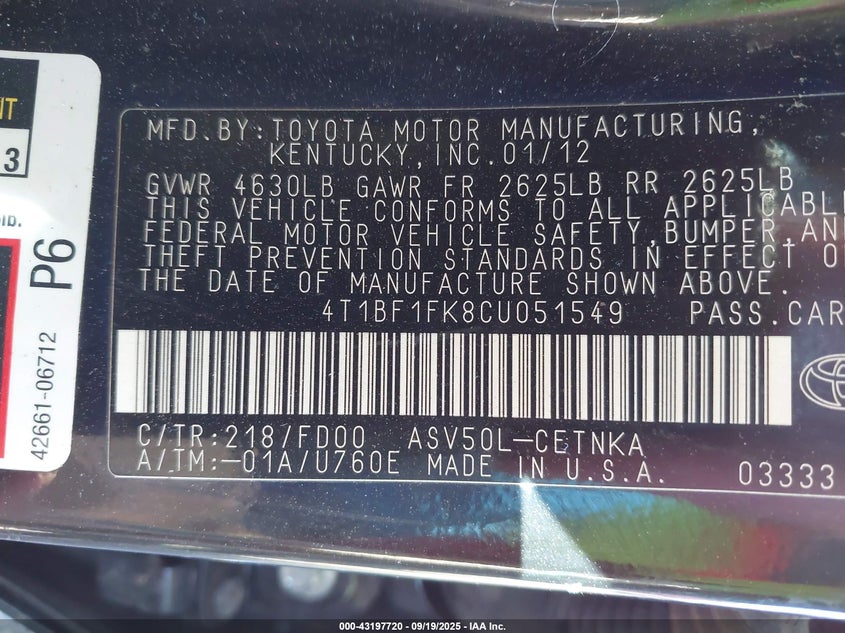 NT
13
P6
42661-06712
MFD.BY:TOYOTA MOTOR MANUFACTURING,
KENTUCKY,INC.01/12
GVWR 4630LB GAWR FR 2625LB RR 2625LB
THIS VEHICLE CONFORMS TO ALL APPLICABL
FEDERAL MOTOR VEHICLE SAFETY,BUMPER,AN
THEFT PREVENTION STANDARDS IN EFFECT O
THE DATE OF MANUFACTURE SHOWN ABOVE.
4T1BF1FK8CU051549 PASS.CAR
C/TR:218/FD00 ASV50L-CETNKA
A/TM:-01A/U760E MADE IN U.S.A. 03333
000-43197720 - 09/19/2025 - IAA Inc.